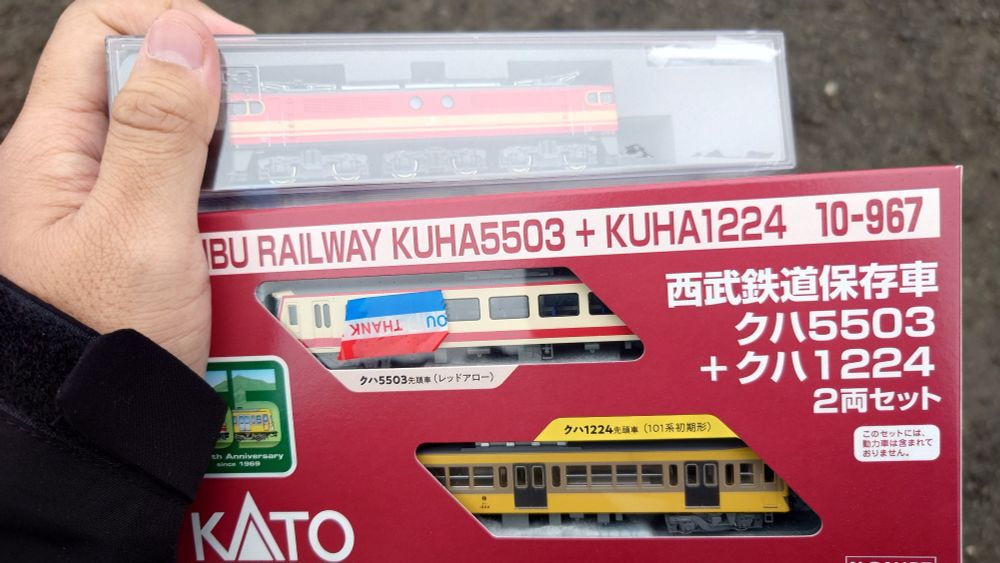 IBU RAILWAY KUHA5503 + KUHA1224 10-967
西武鉄道保存車
クハ5503
+クハ1224
2両セット
THANK
OU
クハ5503先頭車(レッドアロー)
クハ1224先頭車(101系初期形)
このセットには、
動力車は含まれて
おりません。
th Anniversary
since 1969
KATO